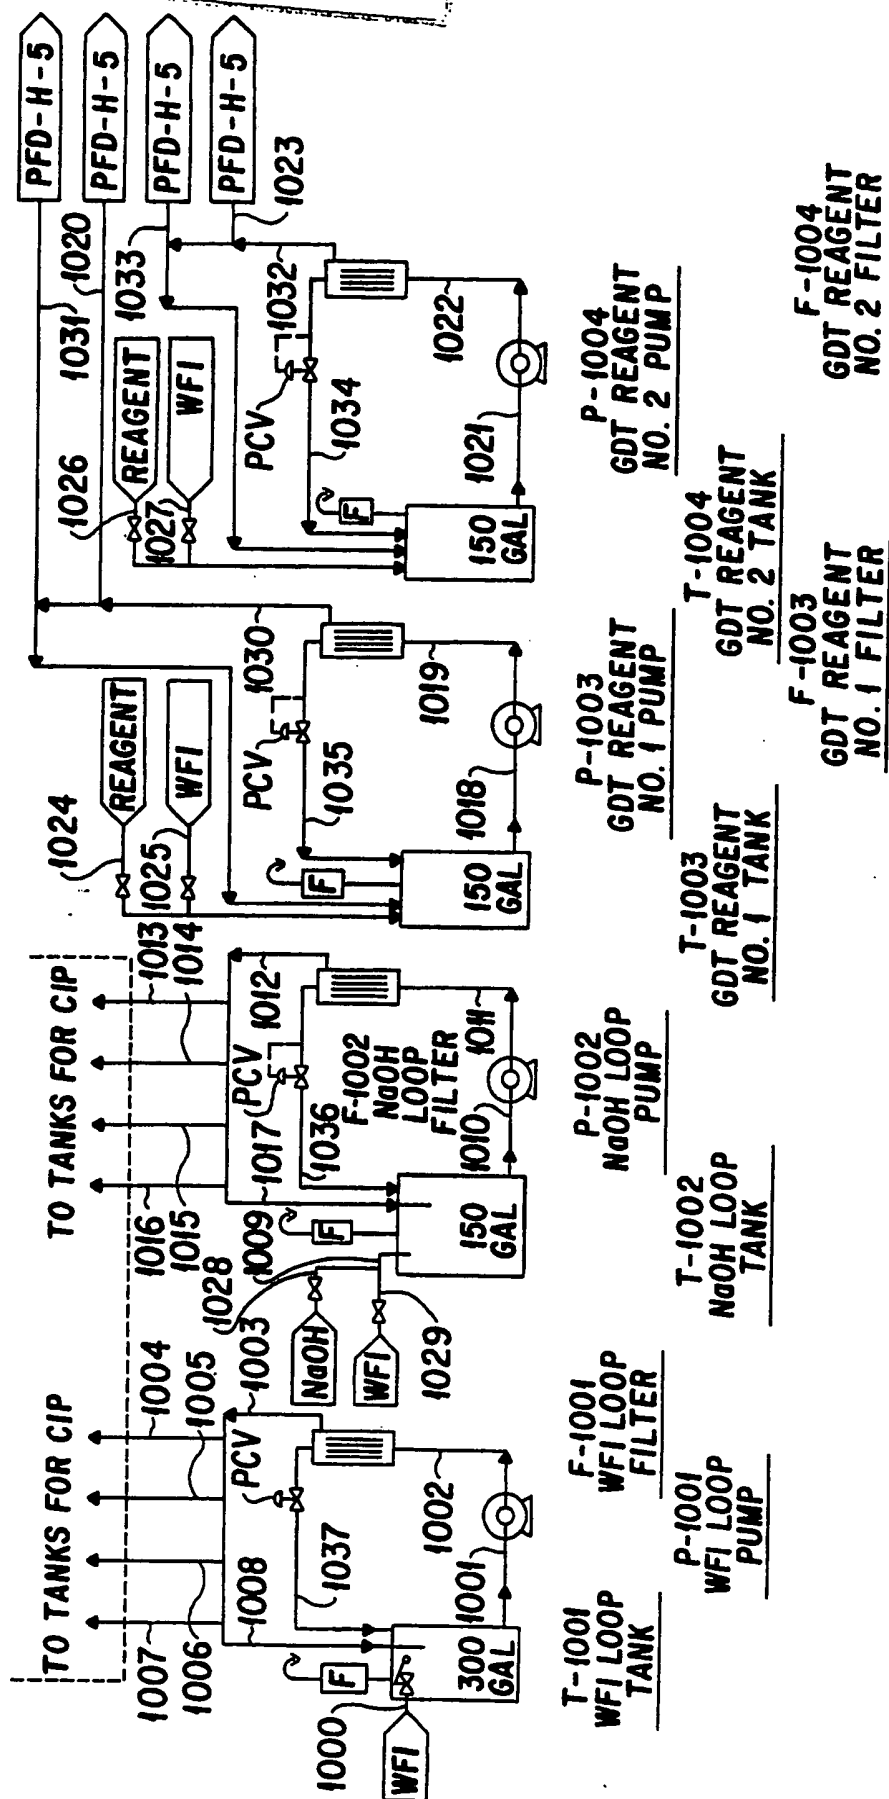 TO TANKS FOR CIP
1007
1006
1008
1005
1004
1003
PCV
1037
F
1000
WFI
300
GAL
1001
1002
T-1001
WFI LOOP
TANK
P-1001
WFI LOOP
PUMP
F-1001
WFI LOOP
FILTER
TO TANKS FOR CIP
1016
1015
1014
1013
1012
1028
1009
1017
PCV
1036
F
NaOH
WFI
1029
F-1002
NaOH
LOOP
FILTER
150
GAL
1010
1011
T-1002
NaOH LOOP
TANK
P-1002
NaOH LOOP
PUMP
1024
REAGENT
1025
WFI
1030
PCV
1035
F
150
GAL
1018
1019
T-1003
GDT REAGENT
NO. 1 TANK
P-1003
GDT REAGENT
NO. 1 PUMP
F-1003
GDT REAGENT
NO. 1 FILTER
1026
REAGENT
1027
WFI
1031
1020
1033
1032
1023
PFD-H-5
PFD-H-5
PFD-H-5
PFD-H-5
PCV
1034
F
150
GAL
1021
1022
T-1004
GDT REAGENT
NO. 2 TANK
P-1004
GDT REAGENT
NO. 2 PUMP
F-1004
GDT REAGENT
NO. 2 FILTER